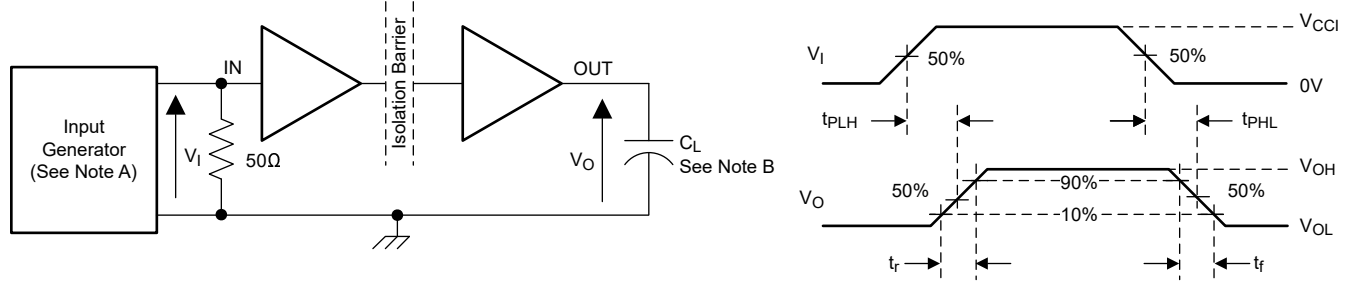 Input
Generator
(See Note A)
V_I
50Ω
IN
Isolation Barrier
OUT
V_O
C_L
See Note B
V_I
50%
50%
V_CCI
0V
t_PLH
t_PHL
V_O
50%
90%
50%
10%
V_OH
V_OL
t_r
t_f